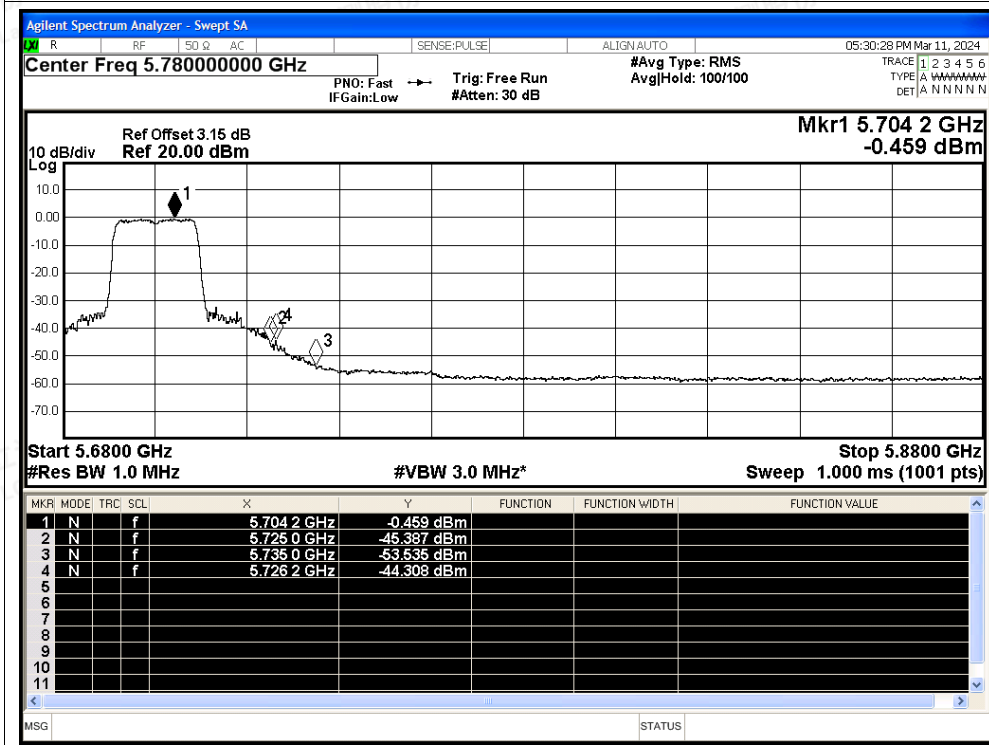 Agilent Spectrum Analyzer - Swept SA
LXI R RF 50 Ω AC SENSE:PULSE ALIGN AUTO 05:30:28 PM Mar 11, 2024
Center Freq 5.780000000 GHz
PNO: Fast
IFGain:Low
Trig: Free Run
#Atten: 30 dB
#Avg Type: RMS
Avg|Hold: 100/100
TRACE 1 2 3 4 5 6
TYPE A WWWWW
DET A N N N N N
Ref Offset 3.15 dB
10 dB/div Ref 20.00 dBm
Log
Mkr1 5.704 2 GHz
-0.459 dBm
10.0
0.00
-10.0
-20.0
-30.0
-40.0
-50.0
-60.0
-70.0
1
2
4
3
Start 5.6800 GHz Stop 5.8800 GHz
#Res BW 1.0 MHz #VBW 3.0 MHz* Sweep 1.000 ms (1001 pts)
MKR MODE TRC SCL X Y FUNCTION FUNCTION WIDTH FUNCTION VALUE
1 N f 5.704 2 GHz -0.459 dBm
2 N f 5.725 0 GHz -45.387 dBm
3 N f 5.735 0 GHz -53.535 dBm
4 N f 5.726 2 GHz -44.308 dBm
5
6
7
8
9
10
11
MSG STATUS